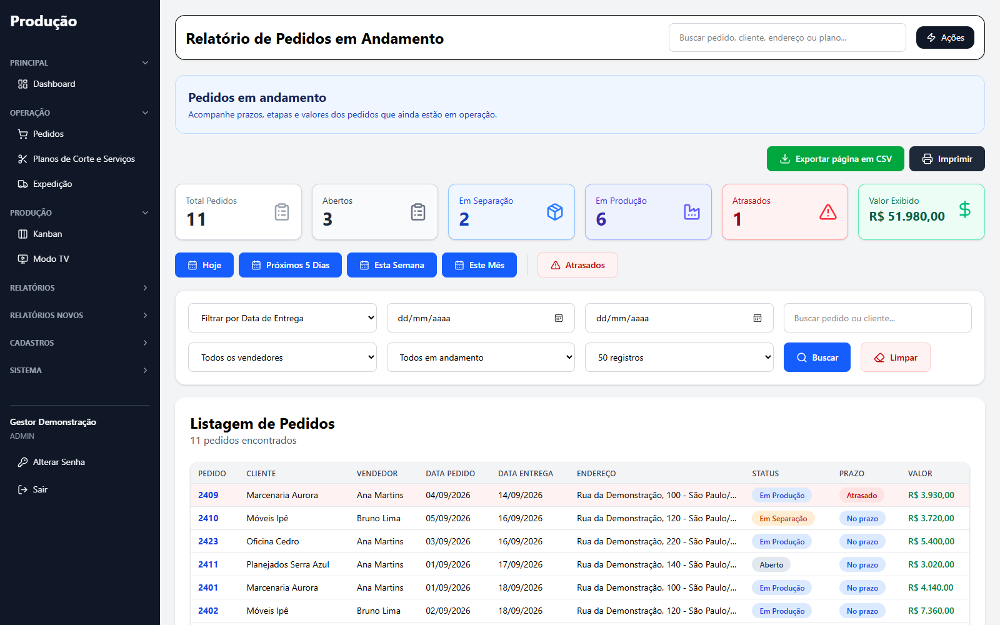 Produção
PRINCIPAL
Dashboard
OPERAÇÃO
Pedidos
Planos de Corte e Serviços
Expedição
PRODUÇÃO
Kanban
Modo TV
RELATÓRIOS
RELATÓRIOS NOVOS
CADASTROS
SISTEMA
Gestor Demonstração
ADMIN
Alterar Senha
Sair
Relatório de Pedidos em Andamento
Buscar pedido, cliente, endereço ou plano...
Ações
Pedidos em andamento
Acompanhe prazos, etapas e valores dos pedidos que ainda estão em operação.
Exportar página em CSV
Imprimir
Total Pedidos
11
Abertos
3
Em Separação
2
Em Produção
6
Atrasados
1
Valor Exibido
R$ 51.980,00
Hoje
Próximos 5 Dias
Esta Semana
Este Mês
Atrasados
Filtrar por Data de Entrega
dd/mm/aaaa
dd/mm/aaaa
Buscar pedido ou cliente...
Todos os vendedores
Todos em andamento
50 registros
Buscar
Limpar
Listagem de Pedidos
11 pedidos encontrados
PEDIDO CLIENTE VENDEDOR DATA PEDIDO DATA ENTREGA ENDEREÇO STATUS PRAZO VALOR
2409 Marcenaria Aurora Ana Martins 04/09/2026 14/09/2026 Rua da Demonstração, 100 - São Paulo/... Em Produção Atrasado R$ 3.930,00
2410 Móveis Ipê Bruno Lima 05/09/2026 16/09/2026 Rua da Demonstração, 120 - São Paulo/... Em Separação No prazo R$ 3.720,00
2423 Oficina Cedro Ana Martins 03/09/2026 16/09/2026 Rua da Demonstração, 220 - São Paulo/... Em Produção No prazo R$ 5.400,00
2411 Planejados Serra Azul Ana Martins 01/09/2026 17/09/2026 Rua da Demonstração, 140 - São Paulo/... Aberto No prazo R$ 3.020,00
2401 Marcenaria Aurora Ana Martins 01/09/2026 18/09/2026 Rua da Demonstração, 100 - São Paulo/... Em Produção No prazo R$ 4.140,00
2402 Móveis Ipê Bruno Lima 02/09/2026 18/09/2026 Rua da Demonstração, 120 - São Paulo/... Em Produção No prazo R$ 7.360,00